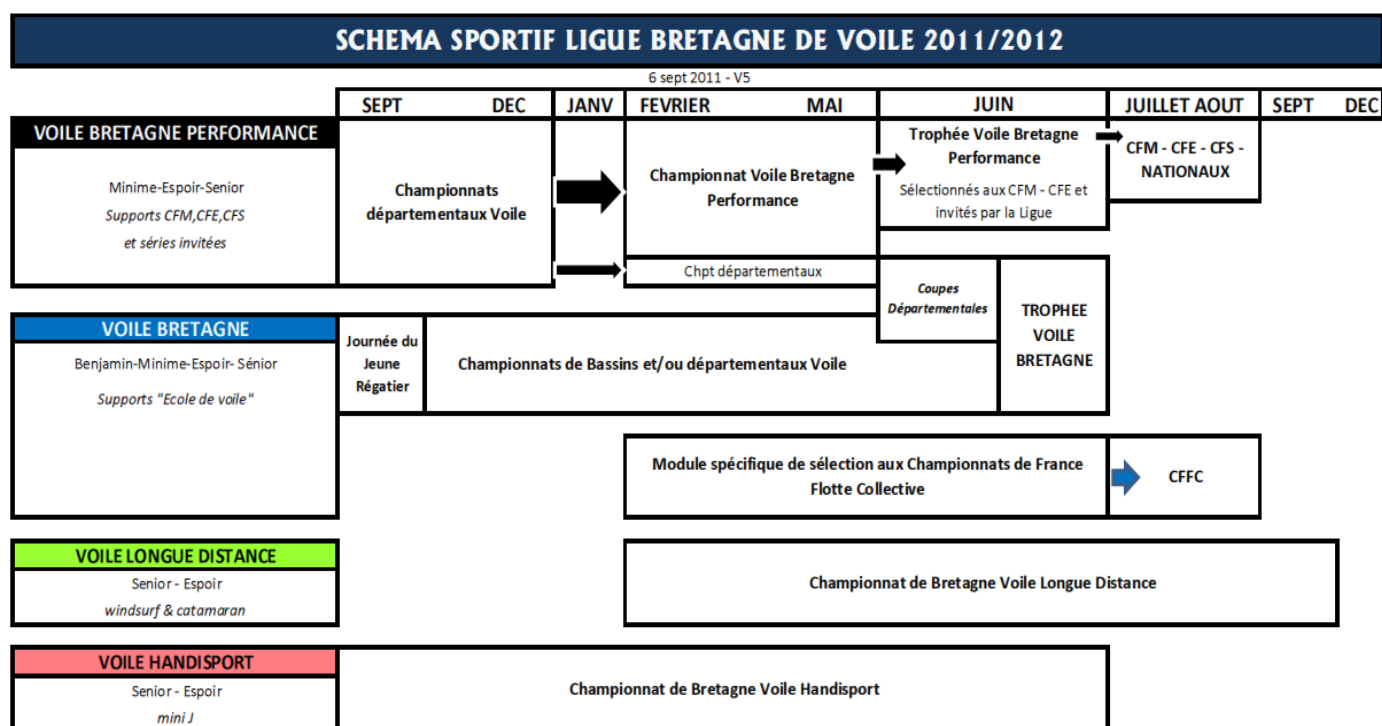 SCHEMA SPORTIF LIGUE BRETAGNE DE VOILE 2011/2012
6 sept 2011 - V5
SEPT DEC JANV FEVRIER MAI JUIN JUILLET AOUT SEPT DEC
VOILE BRETAGNE PERFORMANCE
Minime-Espoir-Senior
Supports CFM,CFE,CFS
et séries invitées
Championnats
départementaux Voile
Championnat Voile Bretagne
Performance
Trophée Voile Bretagne
Performance
Sélectionnés aux CFM - CFE et
invités par la Ligue
CFM - CFE - CFS -
NATIONAUX
Chpt départementaux
Coupes
Départementales
TROPHEE
VOILE
BRETAGNE
VOILE BRETAGNE
Benjamin-Minime-Espoir- Sénior
Supports "Ecole de voile"
Journée du
Jeune
Régatier
Championnats de Bassins et/ou départementaux Voile
Module spécifique de sélection aux Championnats de France
Flotte Collective
CFFC
VOILE LONGUE DISTANCE
Senior - Espoir
windsurf & catamaran
Championnat de Bretagne Voile Longue Distance
VOILE HANDISPORT
Senior - Espoir
mini J
Championnat de Bretagne Voile Handisport